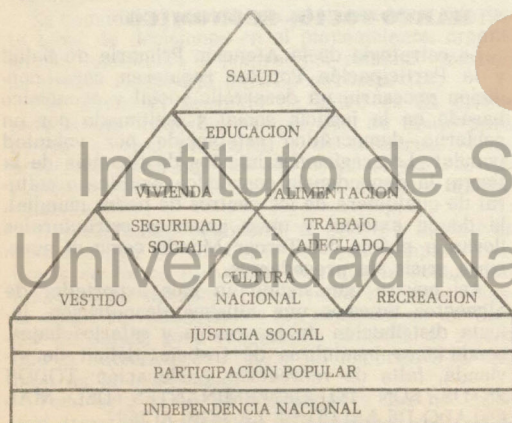 SALUD
EDUCACION
VIVIENDA
ALIMENTACION
SEGURIDAD
SOCIAL
TRABAJO
ADECUADO
VESTIDO
CULTURA
NACIONAL
RECREACION
JUSTICIA SOCIAL
PARTICIPACION POPULAR
INDEPENDENCIA NACIONAL
Instituto de S
Universidad Na